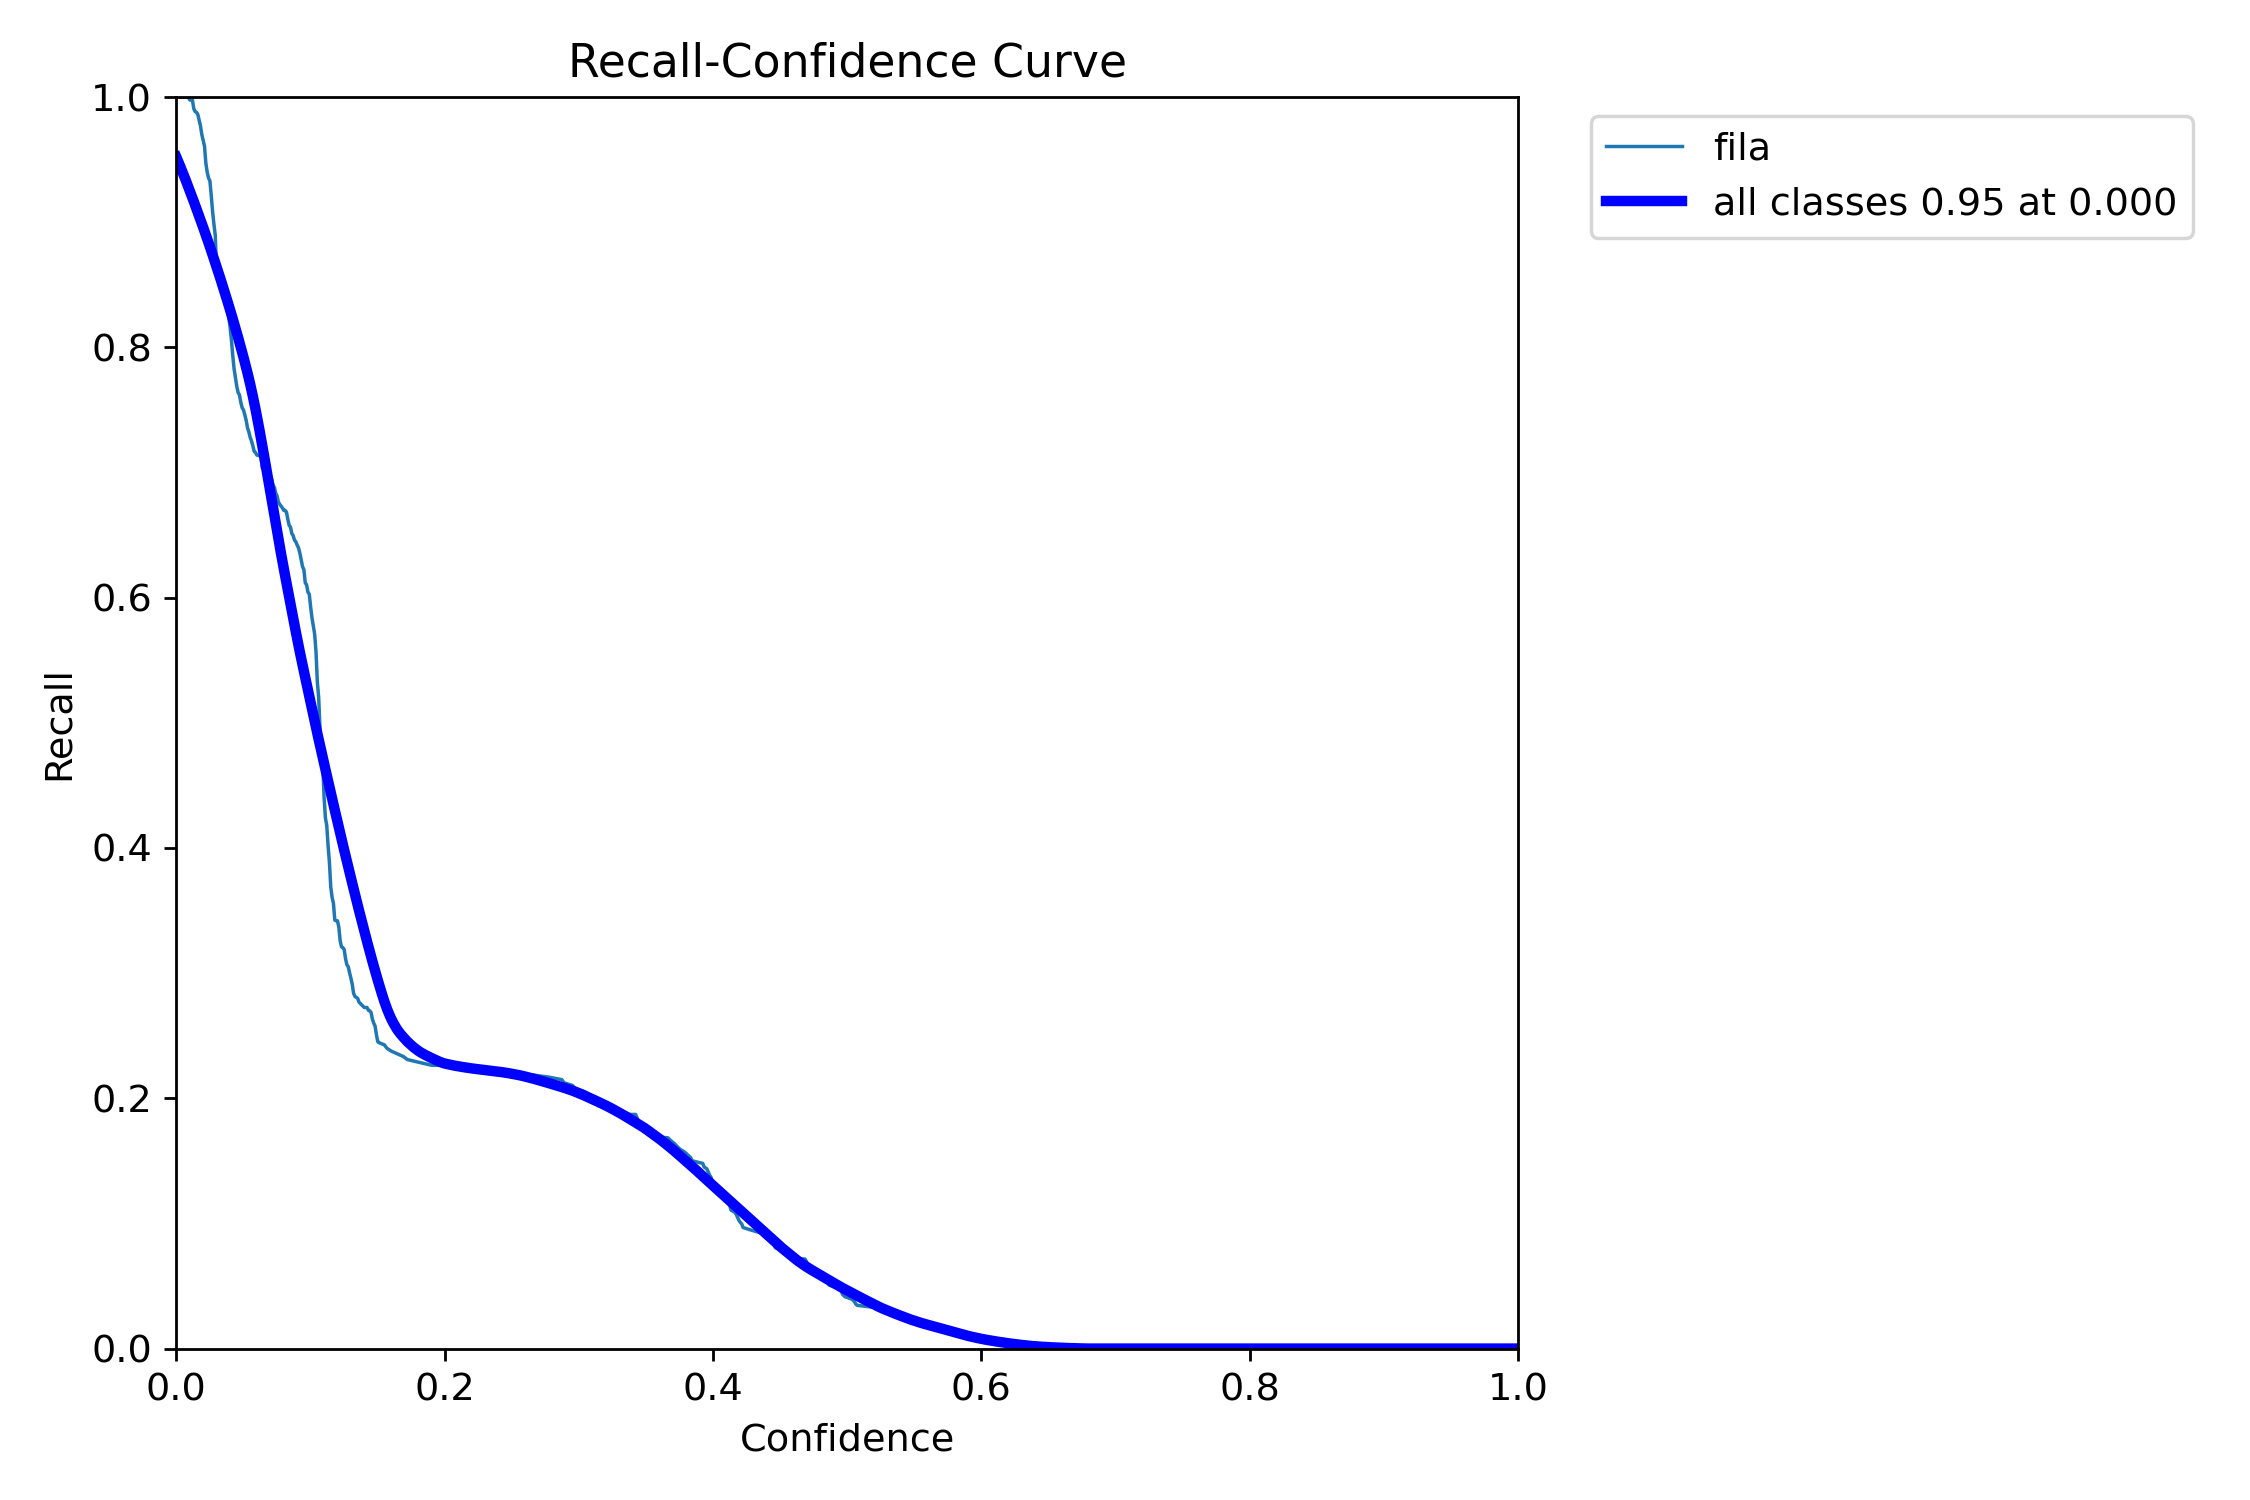 Recall-Confidence Curve
fila
all classes 0.95 at 0.000
Recall
1.0
0.8
0.6
0.4
0.2
0.0
0.0 0.2 0.4 0.6 0.8 1.0
Confidence